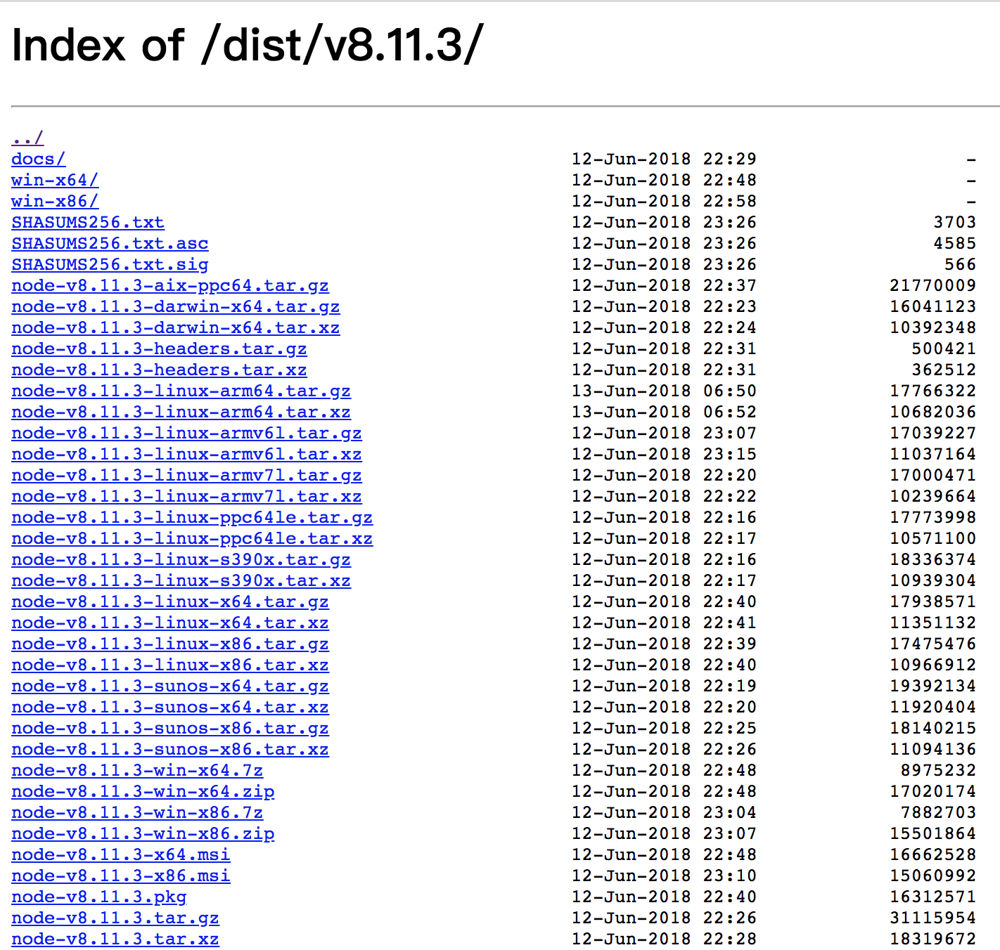 Index of /dist/v8.11.3/
../
docs/ 12-Jun-2018 22:29 -
win-x64/ 12-Jun-2018 22:48 -
win-x86/ 12-Jun-2018 22:58 -
SHASUMS256.txt 12-Jun-2018 23:26 3703
SHASUMS256.txt.asc 12-Jun-2018 23:26 4585
SHASUMS256.txt.sig 12-Jun-2018 23:26 566
node-v8.11.3-aix-ppc64.tar.gz 12-Jun-2018 22:37 21770009
node-v8.11.3-darwin-x64.tar.gz 12-Jun-2018 22:23 16041123
node-v8.11.3-darwin-x64.tar.xz 12-Jun-2018 22:24 10392348
node-v8.11.3-headers.tar.gz 12-Jun-2018 22:31 500421
node-v8.11.3-headers.tar.xz 12-Jun-2018 22:31 362512
node-v8.11.3-linux-arm64.tar.gz 13-Jun-2018 06:50 17766322
node-v8.11.3-linux-arm64.tar.xz 13-Jun-2018 06:52 10682036
node-v8.11.3-linux-armv6l.tar.gz 12-Jun-2018 23:07 17039227
node-v8.11.3-linux-armv6l.tar.xz 12-Jun-2018 23:15 11037164
node-v8.11.3-linux-armv7l.tar.gz 12-Jun-2018 22:20 17000471
node-v8.11.3-linux-armv7l.tar.xz 12-Jun-2018 22:22 10239664
node-v8.11.3-linux-ppc64le.tar.gz 12-Jun-2018 22:16 17773998
node-v8.11.3-linux-ppc64le.tar.xz 12-Jun-2018 22:17 10571100
node-v8.11.3-linux-s390x.tar.gz 12-Jun-2018 22:16 18336374
node-v8.11.3-linux-s390x.tar.xz 12-Jun-2018 22:17 10939304
node-v8.11.3-linux-x64.tar.gz 12-Jun-2018 22:40 17938571
node-v8.11.3-linux-x64.tar.xz 12-Jun-2018 22:41 11351132
node-v8.11.3-linux-x86.tar.gz 12-Jun-2018 22:39 17475476
node-v8.11.3-linux-x86.tar.xz 12-Jun-2018 22:40 10966912
node-v8.11.3-sunos-x64.tar.gz 12-Jun-2018 22:19 19392134
node-v8.11.3-sunos-x64.tar.xz 12-Jun-2018 22:20 11920404
node-v8.11.3-sunos-x86.tar.gz 12-Jun-2018 22:25 18140215
node-v8.11.3-sunos-x86.tar.xz 12-Jun-2018 22:26 11094136
node-v8.11.3-win-x64.7z 12-Jun-2018 22:48 8975232
node-v8.11.3-win-x64.zip 12-Jun-2018 22:48 17020174
node-v8.11.3-win-x86.7z 12-Jun-2018 23:04 7882703
node-v8.11.3-win-x86.zip 12-Jun-2018 23:07 15501864
node-v8.11.3-x64.msi 12-Jun-2018 22:48 16662528
node-v8.11.3-x86.msi 12-Jun-2018 23:10 15060992
node-v8.11.3.pkg 12-Jun-2018 22:40 16312571
node-v8.11.3.tar.gz 12-Jun-2018 22:26 31115954
node-v8.11.3.tar.xz 12-Jun-2018 22:28 18319672